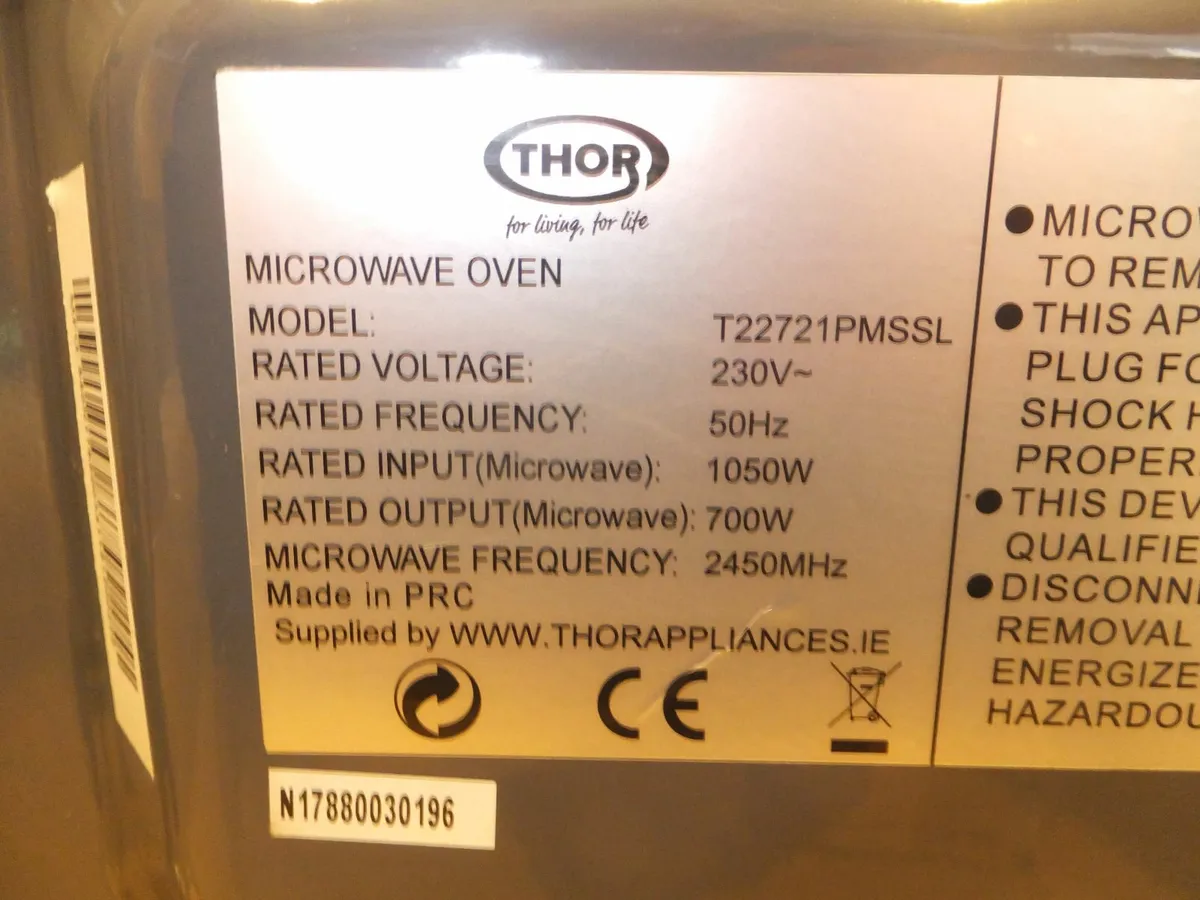 THOR
for living, for life
MICROWAVE OVEN
MODEL: T22721PMSSL
RATED VOLTAGE: 230V~
RATED FREQUENCY: 50Hz
RATED INPUT(Microwave): 1050W
RATED OUTPUT(Microwave): 700W
MICROWAVE FREQUENCY: 2450MHz
Made in PRC
Supplied by WWW.THORAPPLIANCES.IE
CE
N17880030196
● MICROW
TO REM
● THIS AP
PLUG FO
SHOCK H
PROPER
● THIS DEV
QUALIFIE
● DISCONN
REMOVAL
ENERGIZE
HAZARDOU